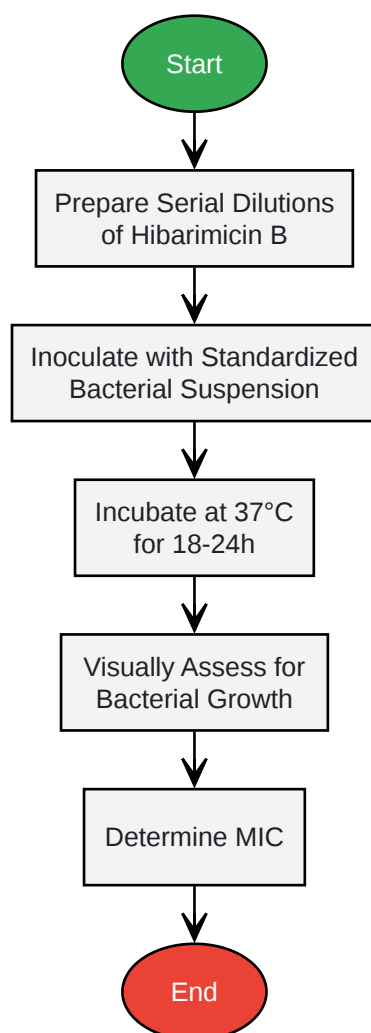 Start
Prepare Serial Dilutions
of Hibarimicin B
Inoculate with Standardized
Bacterial Suspension
Incubate at 37°C
for 18-24h
Visually Assess for
Bacterial Growth
Determine MIC
End